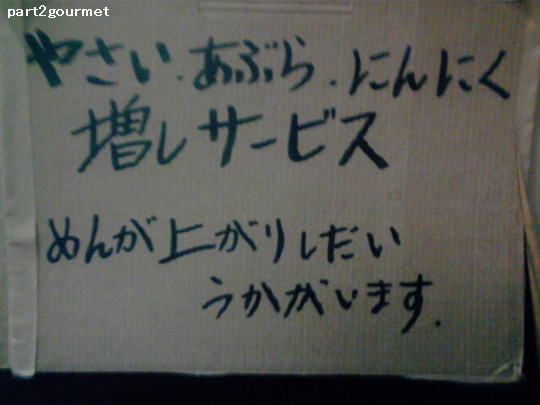 part2gourmet
やさい.あぶら.にんにく
増しサービス
めんが上がりしだい
うかがいます.